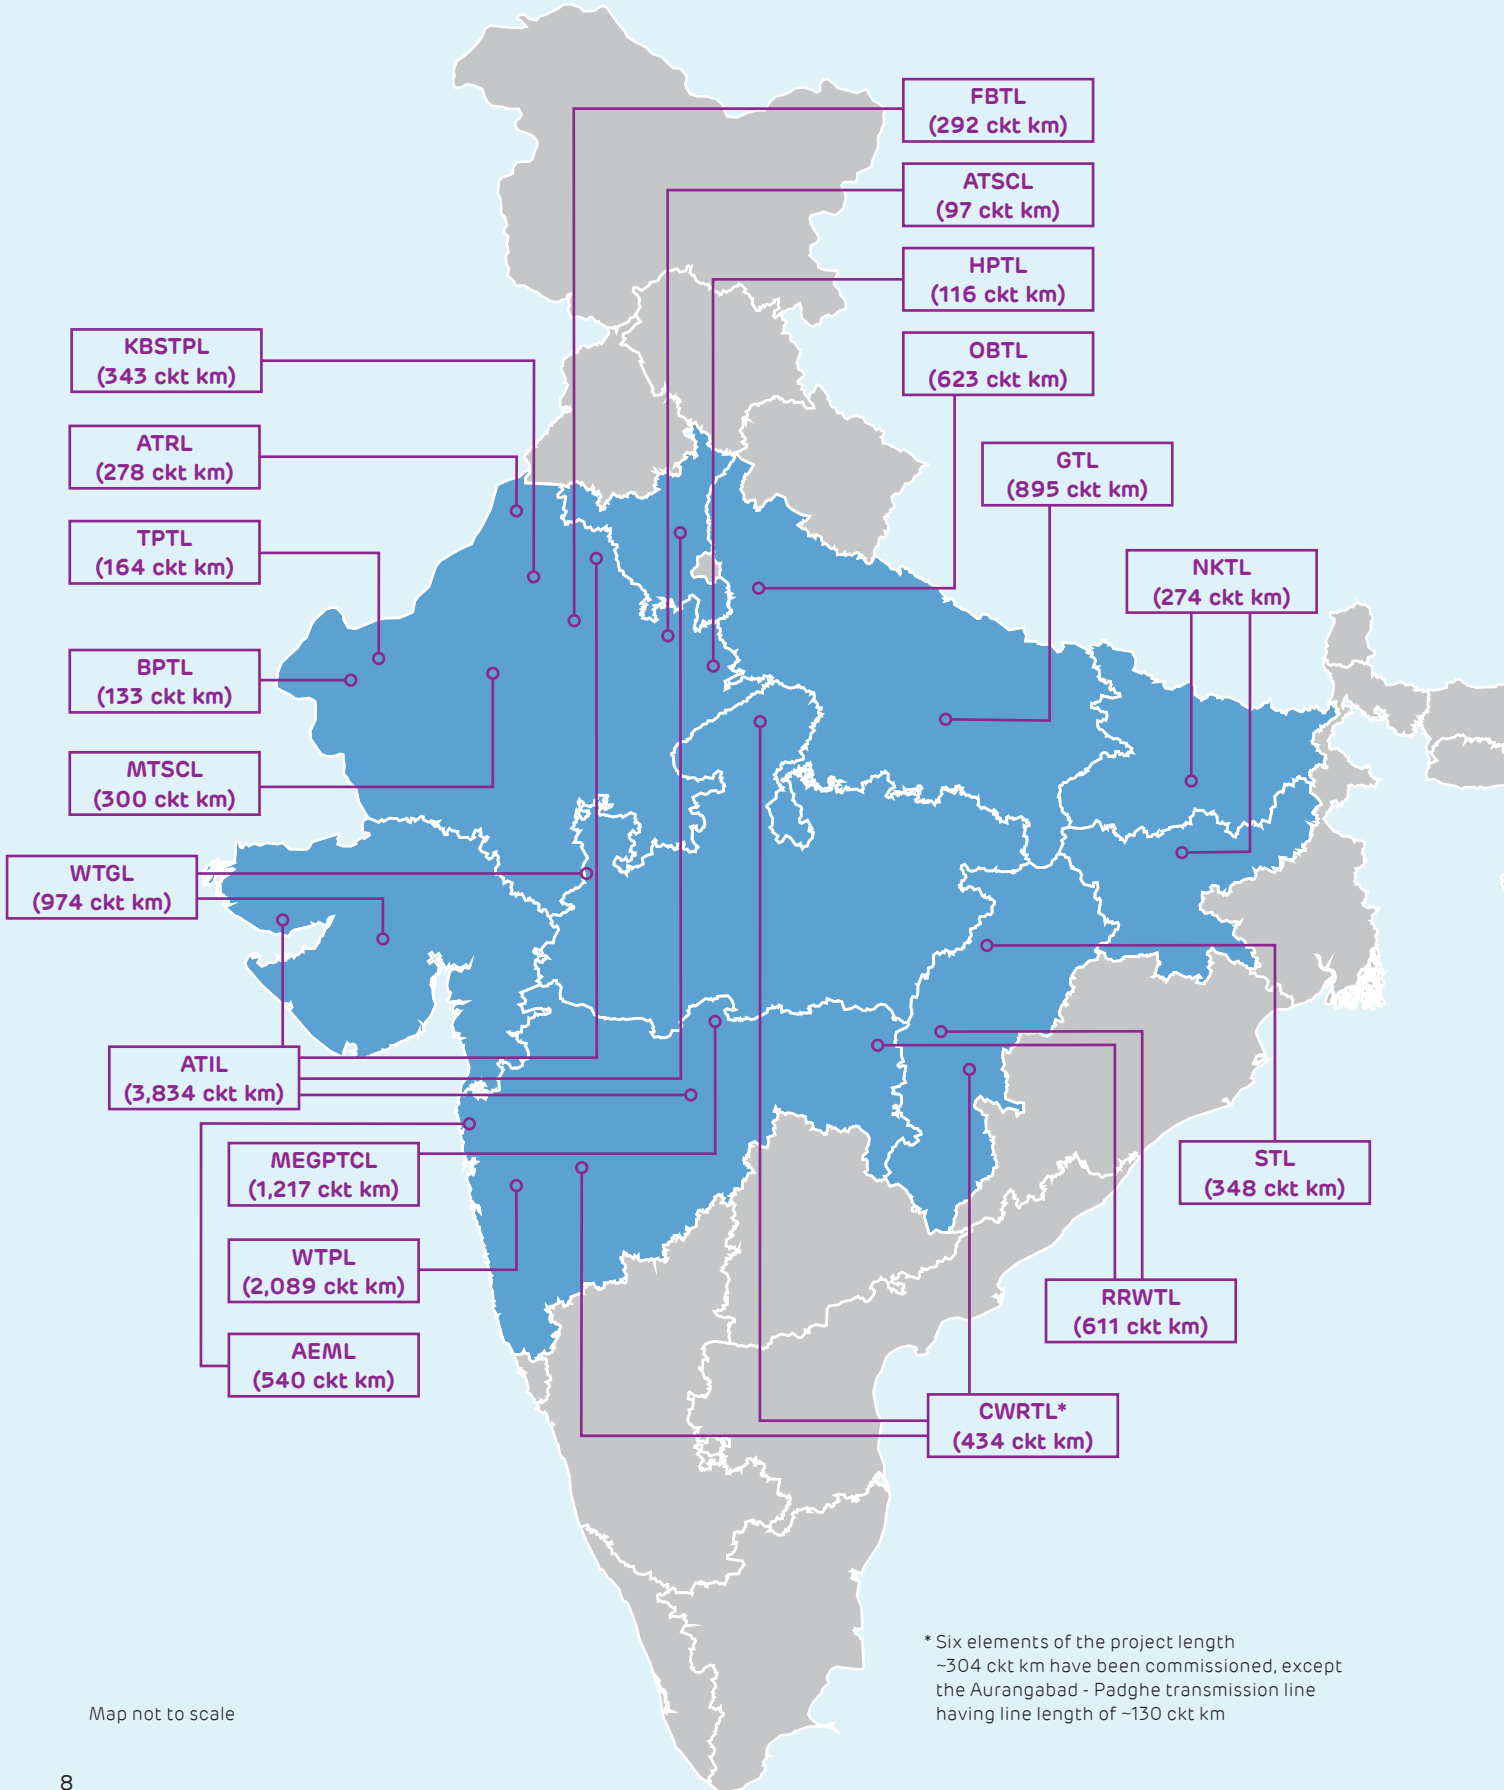 FBTL
(292 ckt km)
ATSCL
(97 ckt km)
HPTL
(116 ckt km)
OBTL
(623 ckt km)
KBSTPL
(343 ckt km)
ATRL
(278 ckt km)
GTL
(895 ckt km)
TPTL
(164 ckt km)
NKTL
(274 ckt km)
BPTL
(133 ckt km)
MTSCL
(300 ckt km)
WTGL
(974 ckt km)
ATIL
(3,834 ckt km)
MEGPTCL
(1,217 ckt km)
STL
(348 ckt km)
WTPL
(2,089 ckt km)
RRWTL
(611 ckt km)
AEML
(540 ckt km)
CWRTL*
(434 ckt km)
* Six elements of the project length
~304 ckt km have been commissioned, except
the Aurangabad - Padghe transmission line
having line length of ~130 ckt km
Map not to scale
8